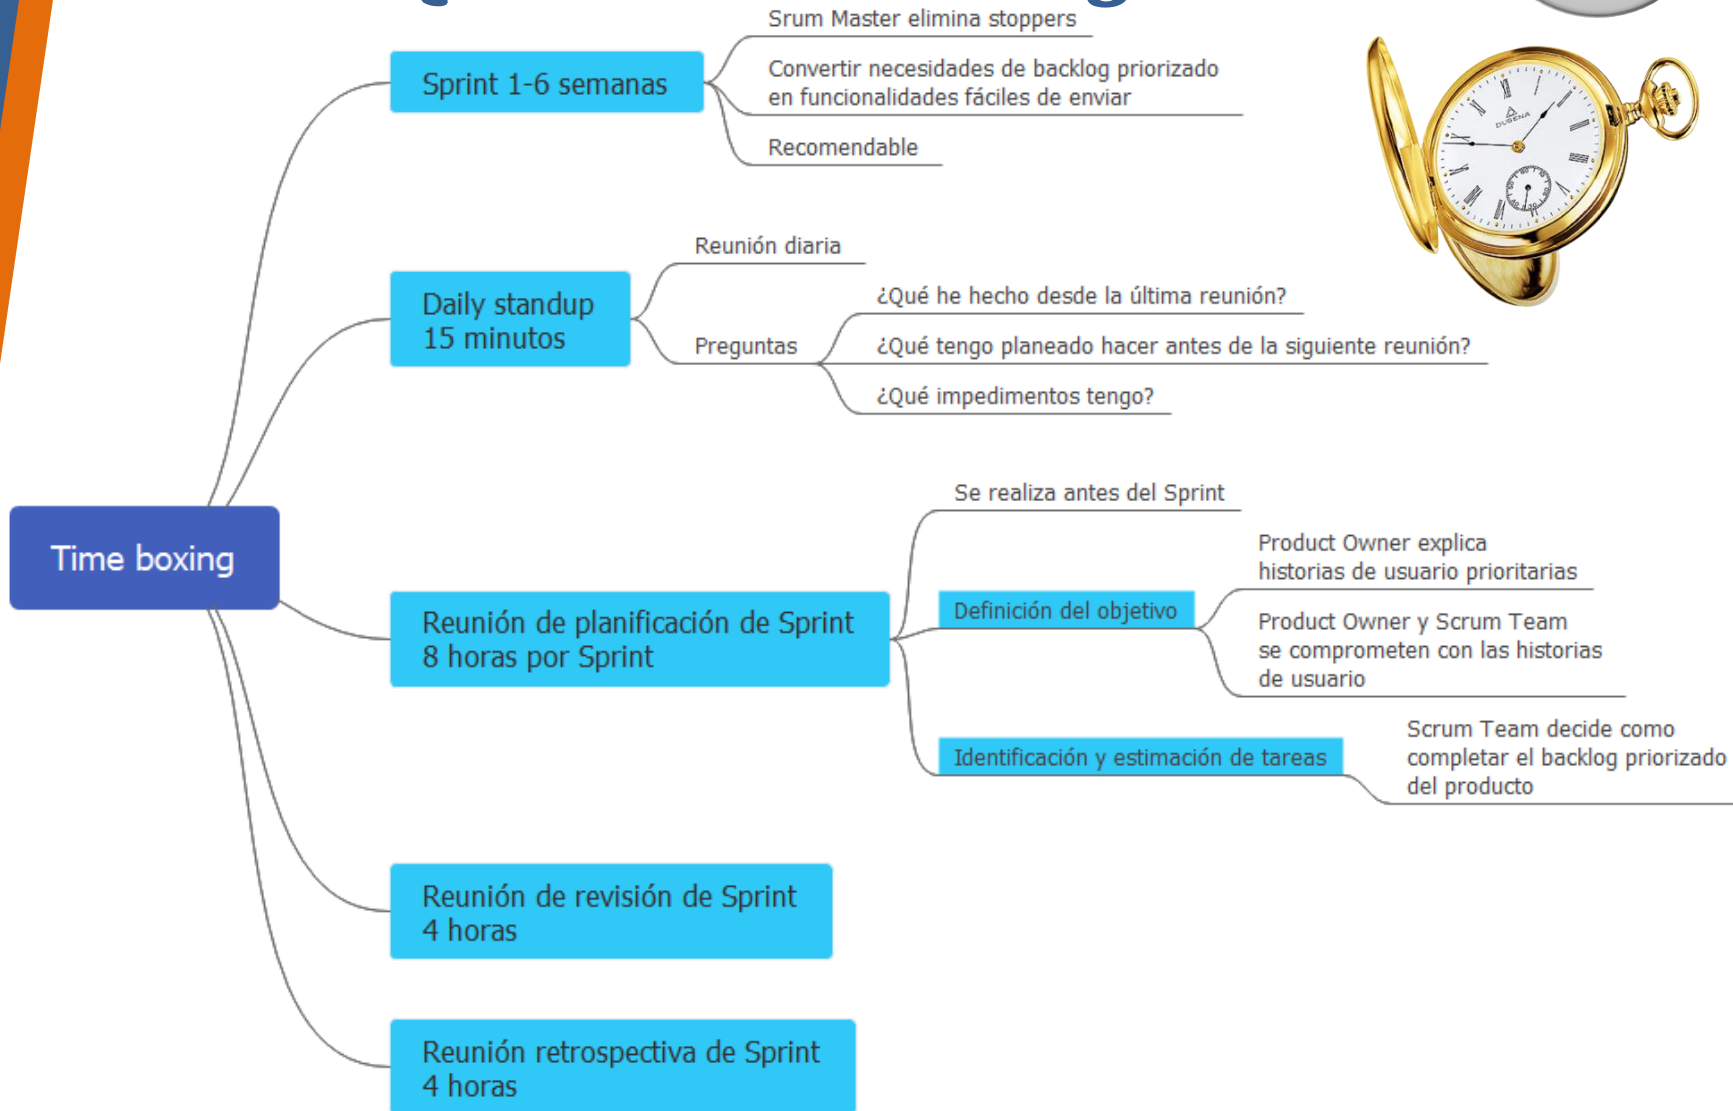 Srum Master elimina stoppers
Sprint 1-6 semanas
Convertir necesidades de backlog priorizado
en funcionalidades fáciles de enviar
Recomendable
Reunión diaria
Daily standup
15 minutos
Preguntas
¿Qué he hecho desde la última reunión?
¿Qué tengo planeado hacer antes de la siguiente reunión?
¿Qué impedimentos tengo?
Time boxing
Se realiza antes del Sprint
Reunión de planificación de Sprint
8 horas por Sprint
Definición del objetivo
Product Owner explica
historias de usuario prioritarias
Product Owner y Scrum Team
se comprometen con las historias
de usuario
Identificación y estimación de tareas
Scrum Team decide como
completar el backlog priorizado
del producto
Reunión de revisión de Sprint
4 horas
Reunión retrospectiva de Sprint
4 horas
DUGENA